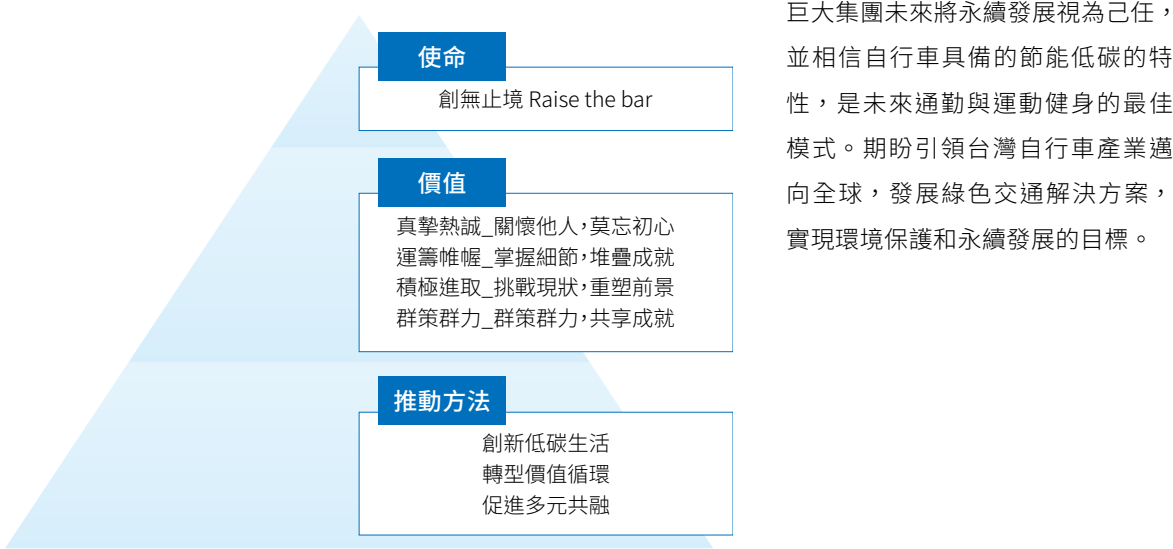 使命
創無止境 Raise the bar
價值
真摯熱誠_關懷他人，莫忘初心
運籌帷幄_掌握細節，堆疊成就
積極進取_挑戰現狀，重塑前景
群策群力_群策群力，共享成就
推動方法
創新低碳生活
轉型價值循環
促進多元共融
巨大集團未來將永續發展視為己任，
並相信自行車具備的節能低碳的特
性，是未來通勤與運動健身的最佳
模式。期盼引領台灣自行車產業邁
向全球，發展綠色交通解決方案，
實現環境保護和永續發展的目標。